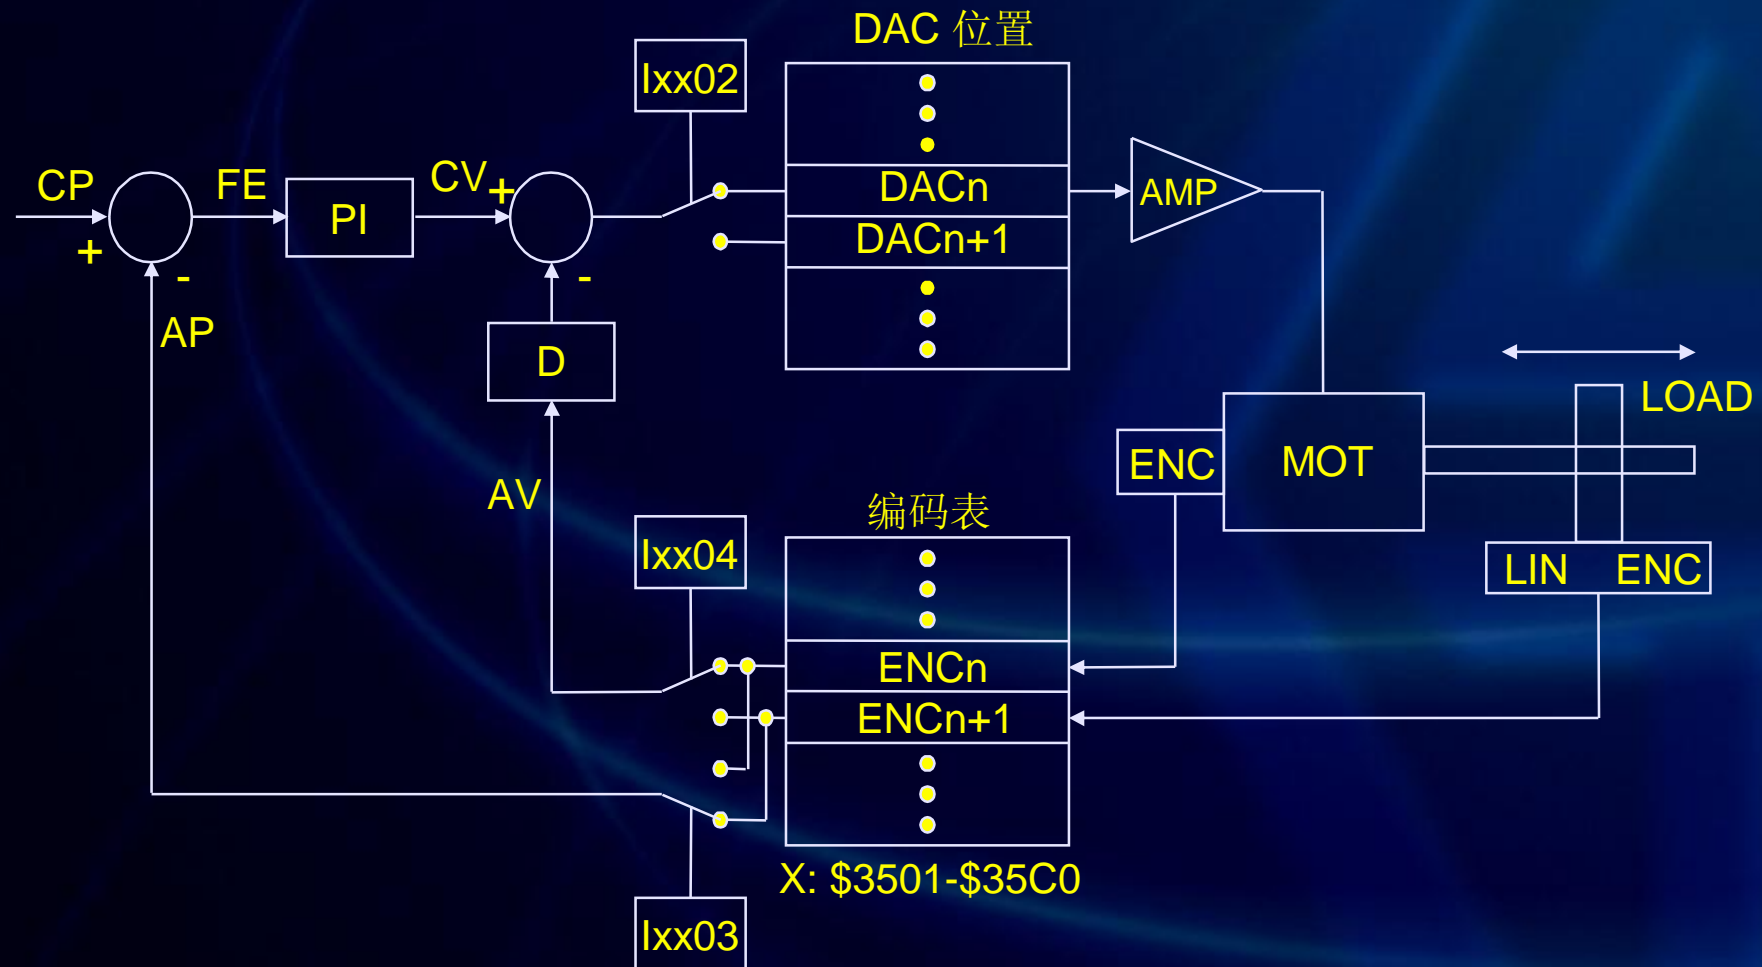 DAC 位置
Ixx02
CP
+
-
AP
FE
PI
CV
+
-
D
AV
DACn
DACn+1
AMP
LOAD
MOT
ENC
LIN ENC
编码表
Ixx04
ENCn
ENCn+1
X: $3501-$35C0
Ixx03